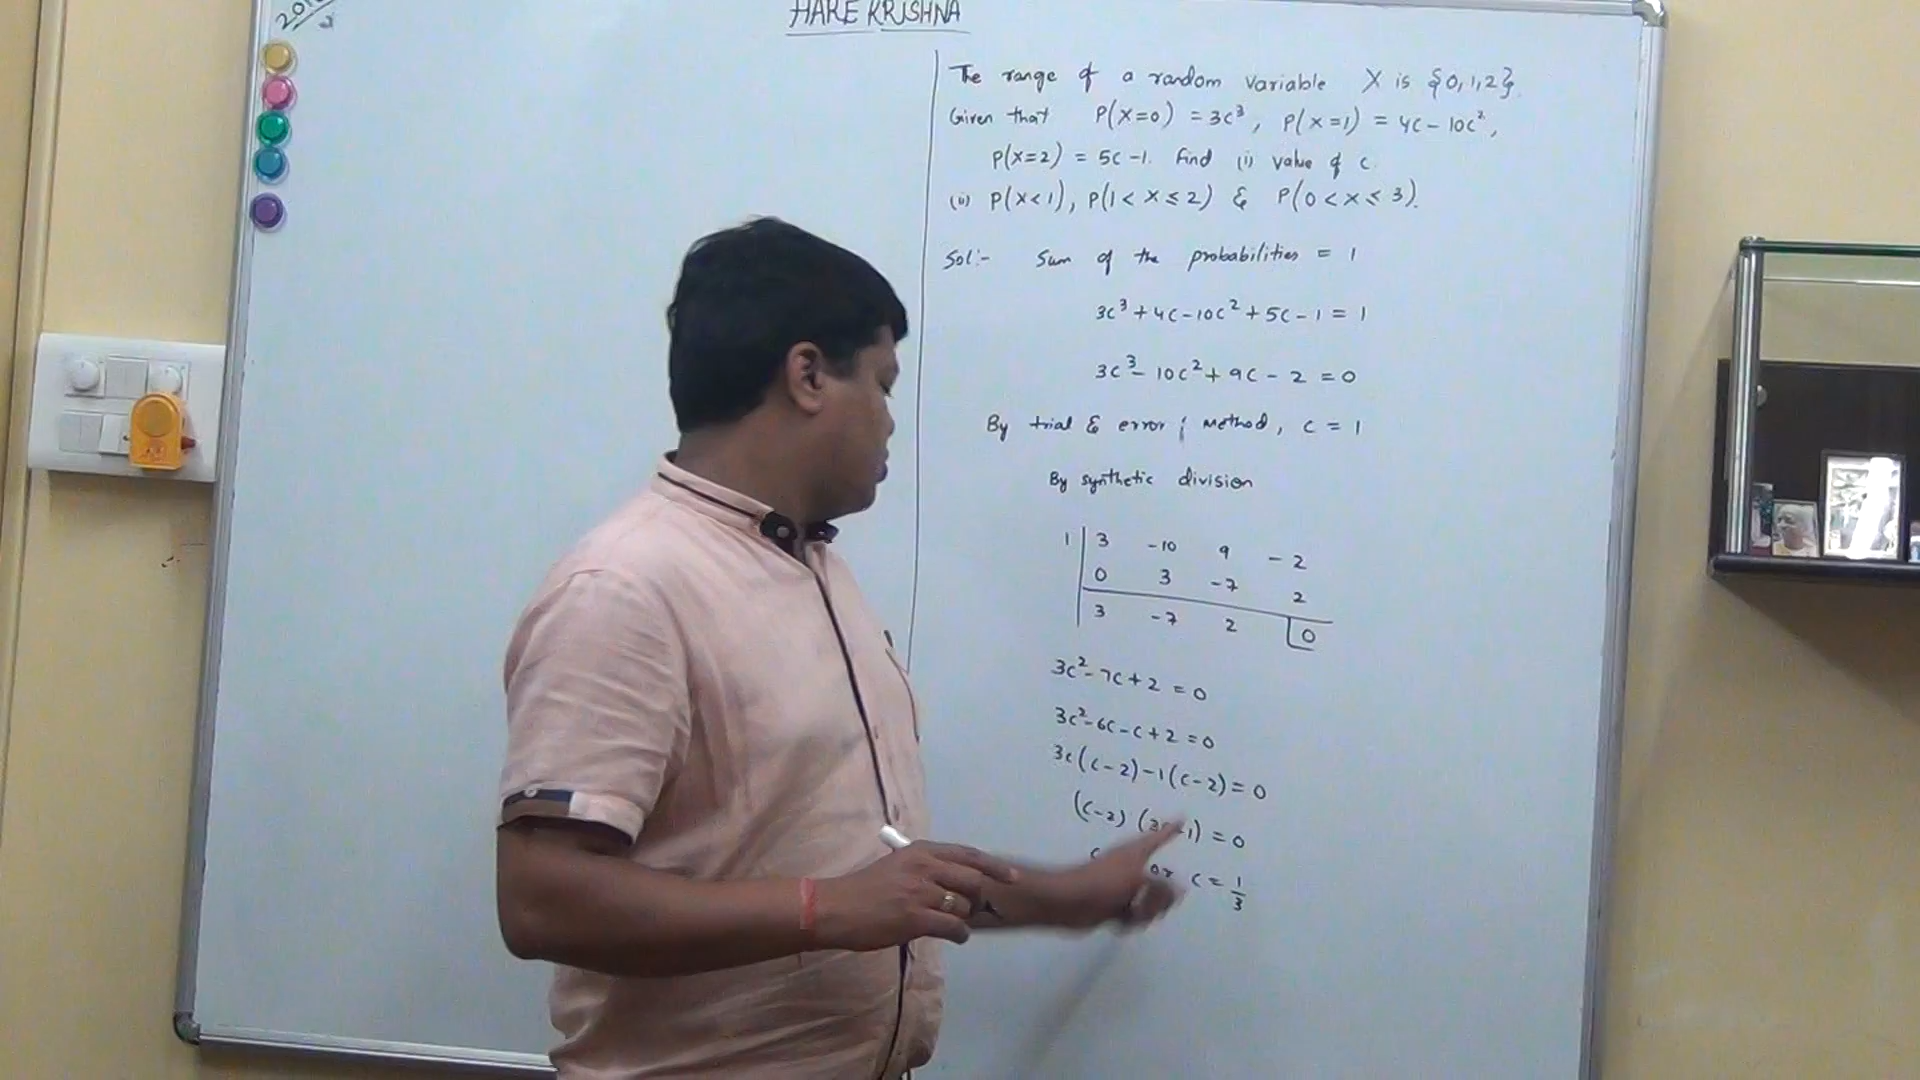 HARE KRISHNA
The range of a random variable X is {0,1,2}.
Given that P(X=0) = 3c³, P(X=1) = 4c - 10c²,
P(X=2) = 5c - 1. Find (i) value of c.
(ii) P(X<1), P(1 < X ≤ 2) & P(0 < X ≤ 3).
Sol:- Sum of the probabilities = 1
3c³ + 4c - 10c² + 5c - 1 = 1
3c³ - 10c² + 9c - 2 = 0
By trial & error method, c = 1
By synthetic division
1 | 3 -10 9 -2
0 3 -7 2
3 -7 2 0
3c² - 7c + 2 = 0
3c² - 6c - c + 2 = 0
3c(c-2) - 1(c-2) = 0
(c-2) (3c-1) = 0
or c = 1/3